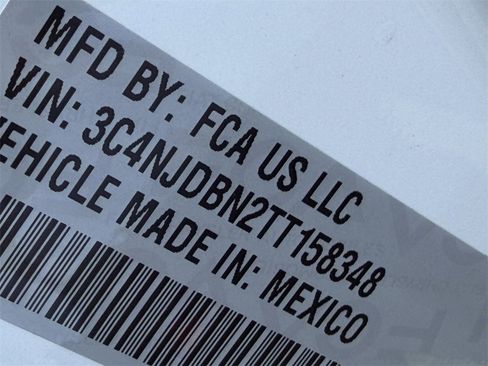 MFD BY: FCA US LLC
VIN: 3C4NJDBN2TT158348
VEHICLE MADE IN: MEXICO